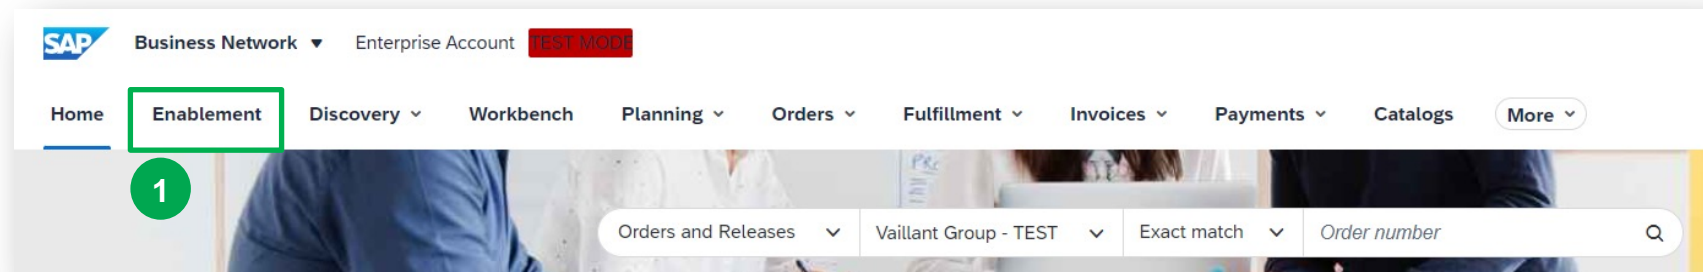 SAP Business Network Enterprise Account TEST MODE
Home Enablement Discovery Workbench Planning Orders Fulfillment Invoices Payments Catalogs More
1
Orders and Releases Vaillant Group - TEST Exact match Order number